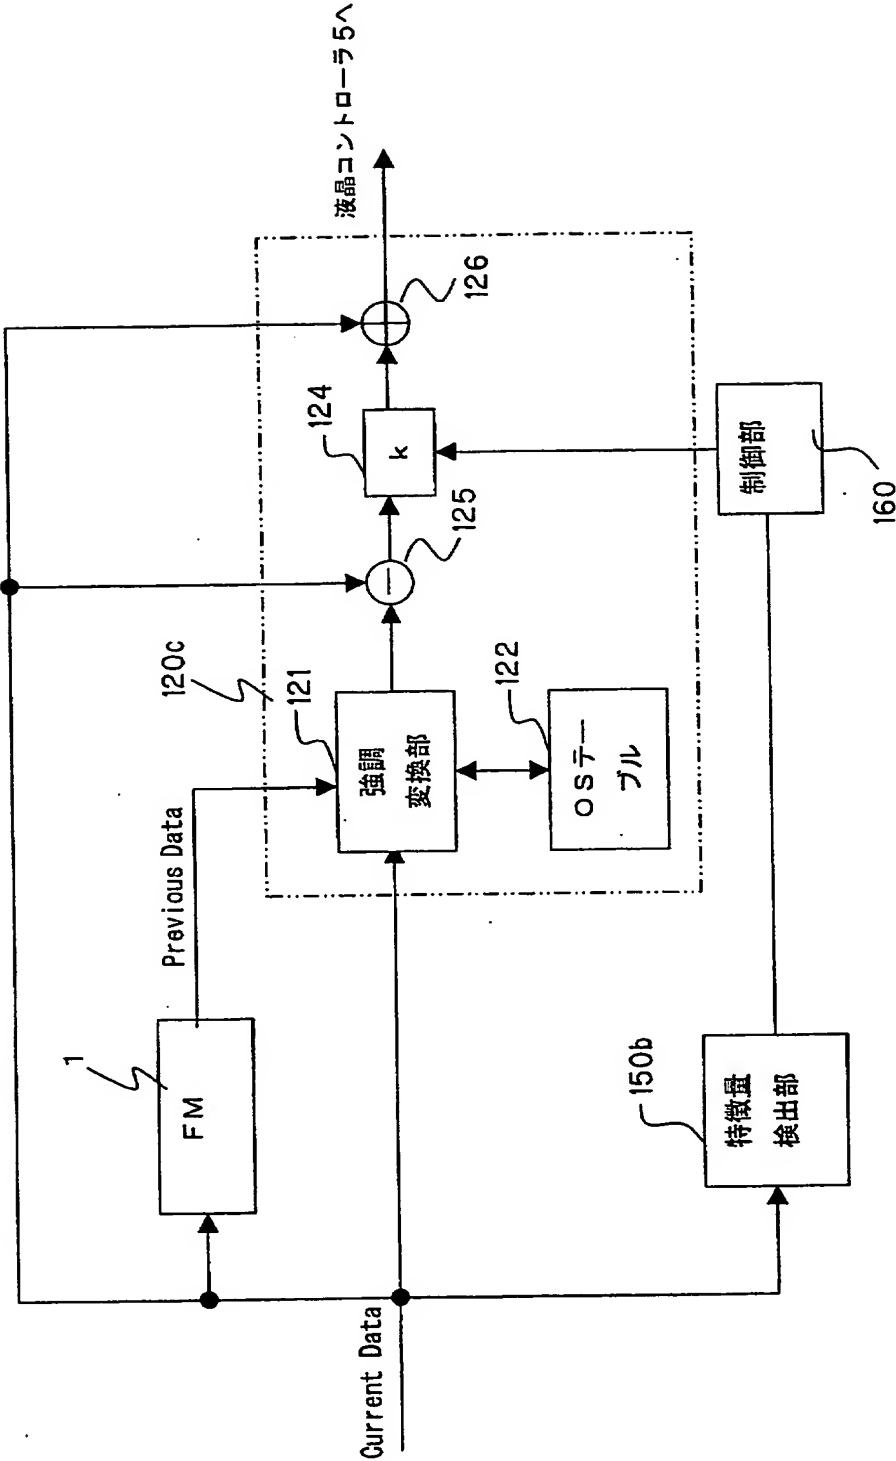 Current Data
1
FM
Previous Data
120c
121
強調
変換部
122
OSテー
ブル
125
124
k
126
液晶コントローラ5へ
150b
特徴量
検出部
制御部
160